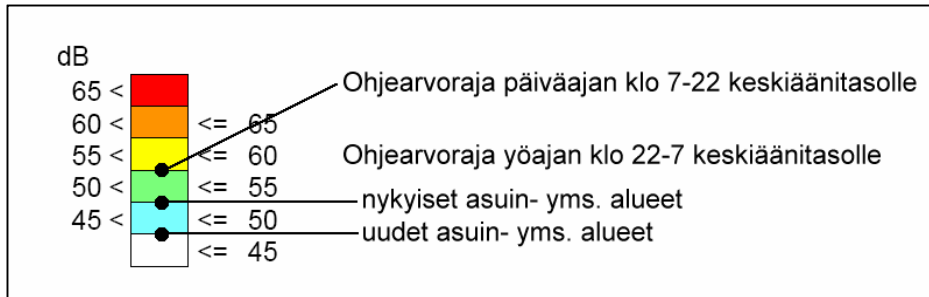 dB
65 <
Ohjearvoraja päiväajan klo 7-22 keskiäänitasolle
60 < <= 65
55 < <= 60
Ohjearvoraja yöajan klo 22-7 keskiäänitasolle
50 < <= 55
nykyiset asuin- yms. alueet
45 < <= 50
uudet asuin- yms. alueet
<= 45